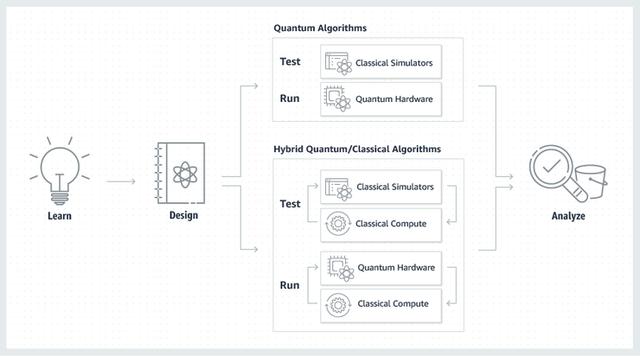 Quantum Algorithms
Test
Classical Simulators
Run
Quantum Hardware
Learn
Design
Hybrid Quantum/Classical Algorithms
Test
Classical Simulators
Classical Compute
Run
Quantum Hardware
Classical Compute
Analyze